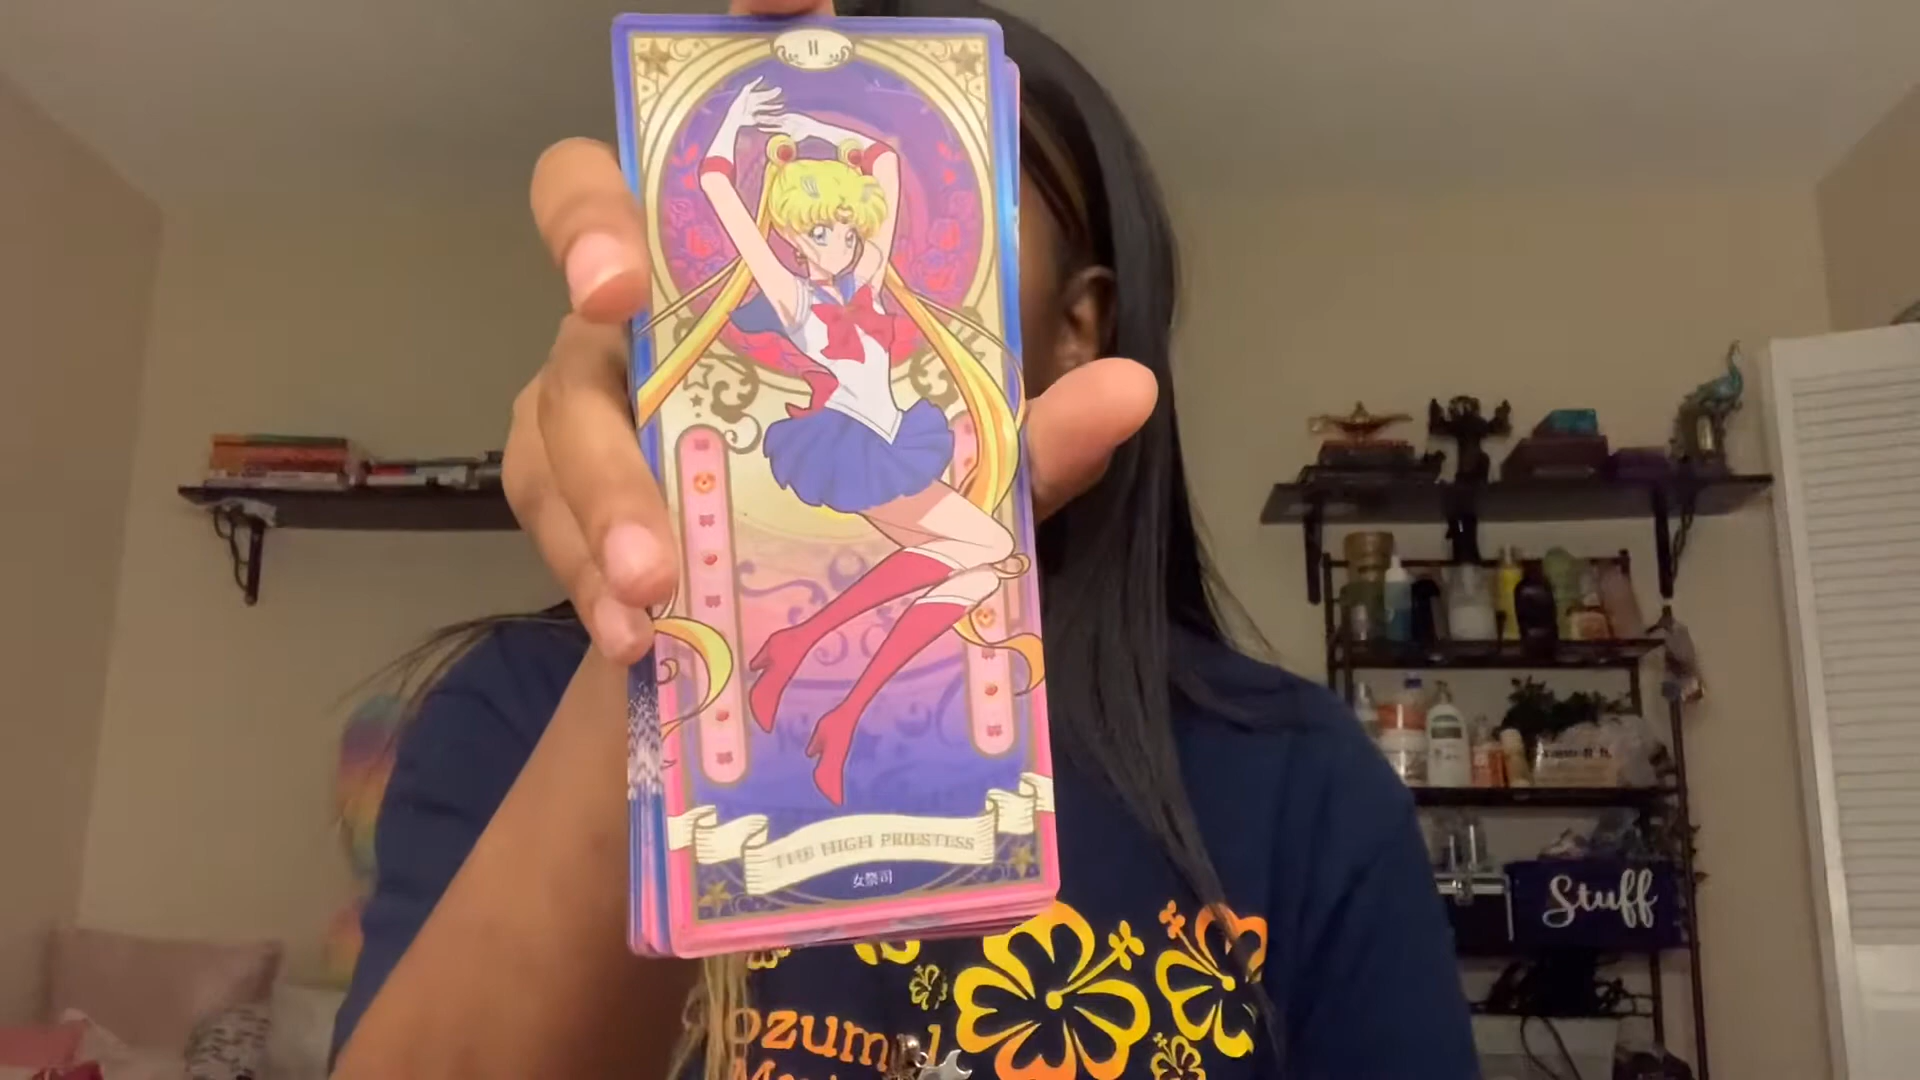 II
THE HIGH PRIESTESS
女祭司
Stuff